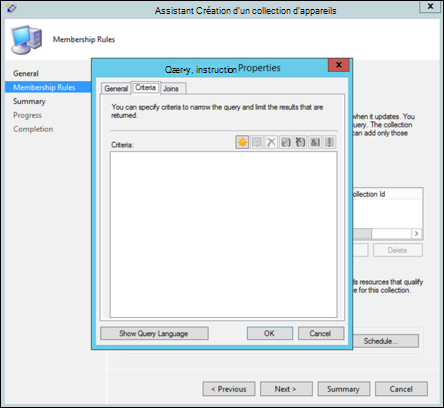 Assistant Création d'un collection d'appareils
Membership Rules
General
Membership Rules
Summary
Progress
Completion
Qaer-y, instruction Properties
General Criteria Joins
You can specify criteria to narrow the query and limit the results that are
returned.
Criteria:
Show Query Language OK Cancel
when it updates. You
uery. The collection
can add only those
ollection Id
Delete
ds resources that qualify
e for this collection.
Schedule...
< Previous Next > Summary Cancel